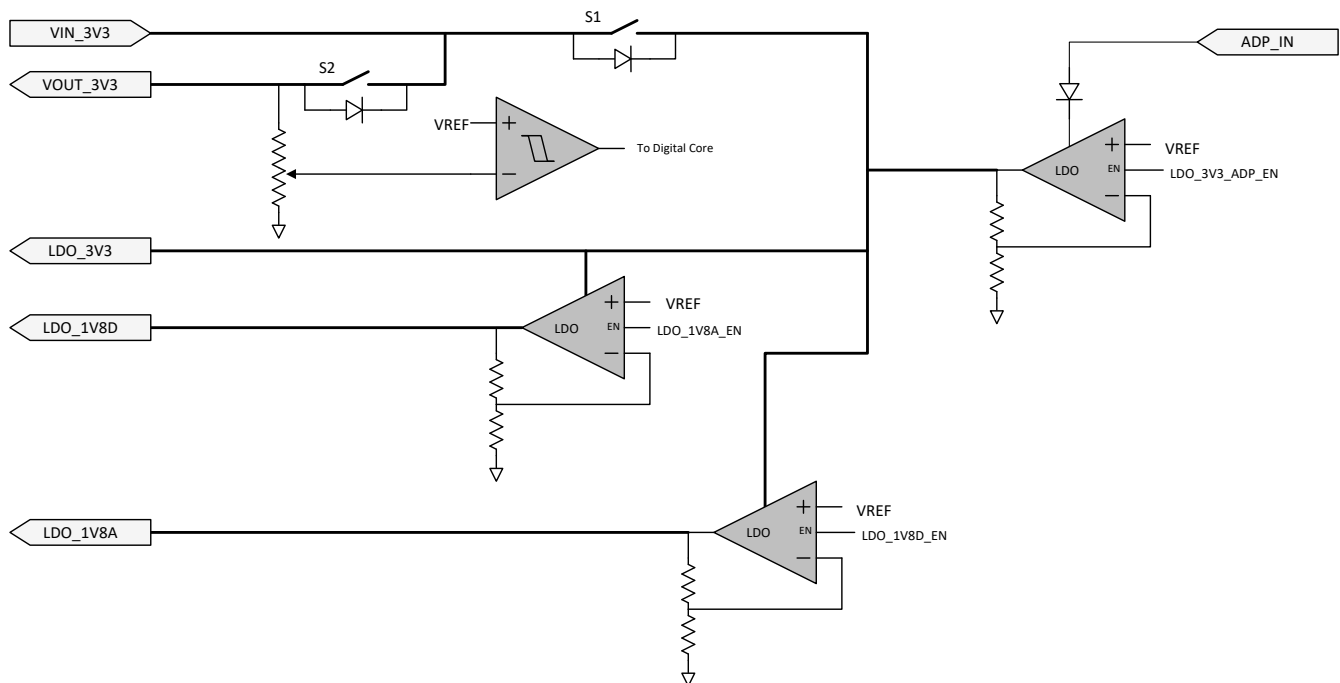 S1
VIN_3V3
ADP_IN
S2
VOUT_3V3
VREF
+
To Digital Core
−
+
VREF
LDO
EN
LDO_3V3_ADP_EN
−
LDO_3V3
+
VREF
LDO_1V8D
LDO
EN
LDO_1V8A_EN
−
+
VREF
LDO_1V8A
LDO
EN
LDO_1V8D_EN
−